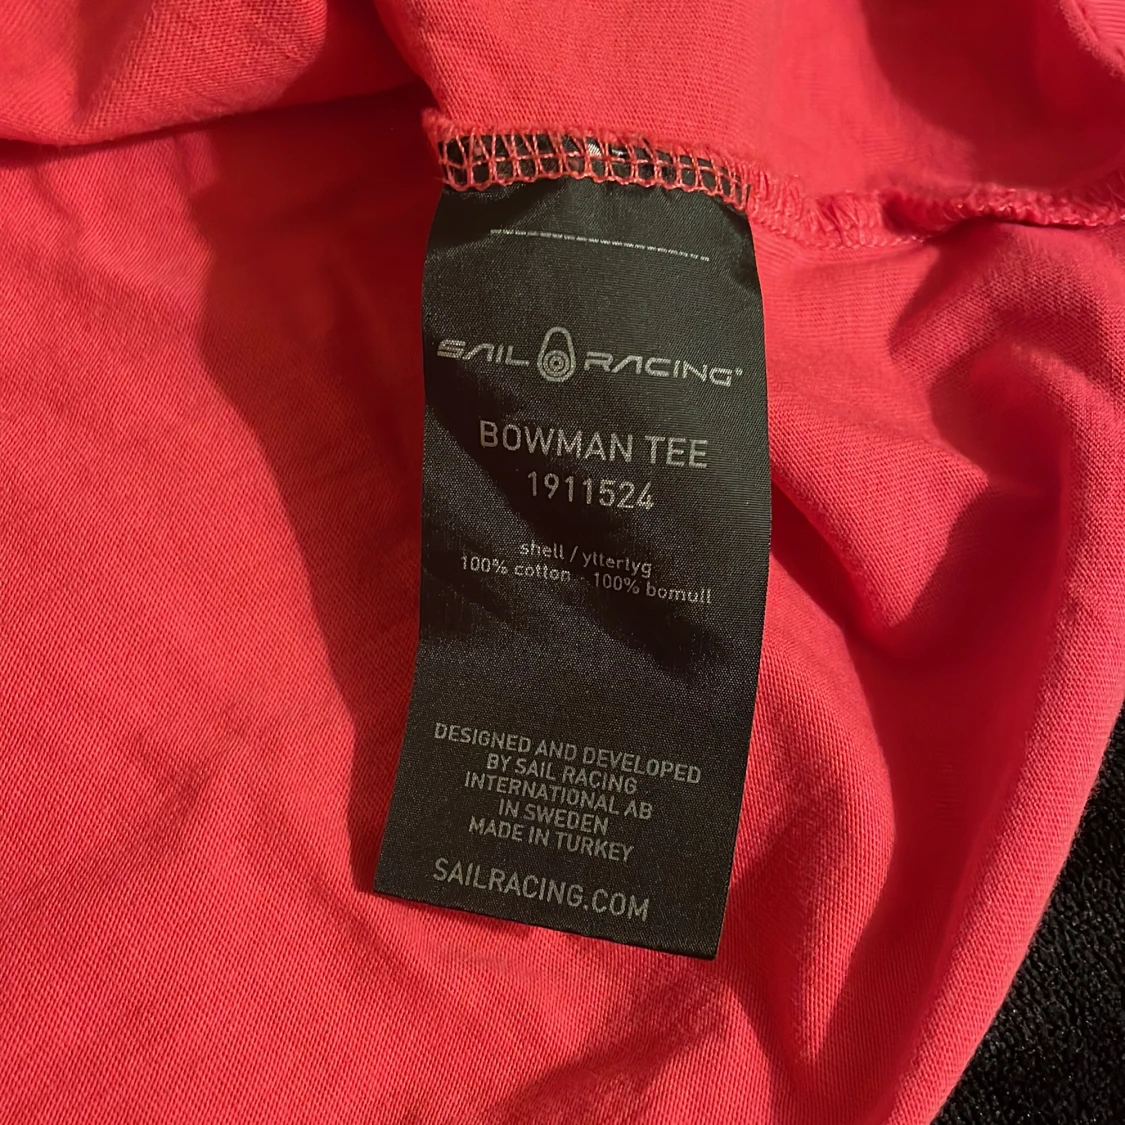 SAIL RACING®
BOWMAN TEE
1911524
shell / yttertyg
100% cotton - 100% bomull
DESIGNED AND DEVELOPED
BY SAIL RACING
INTERNATIONAL AB
IN SWEDEN
MADE IN TURKEY
SAILRACING.COM